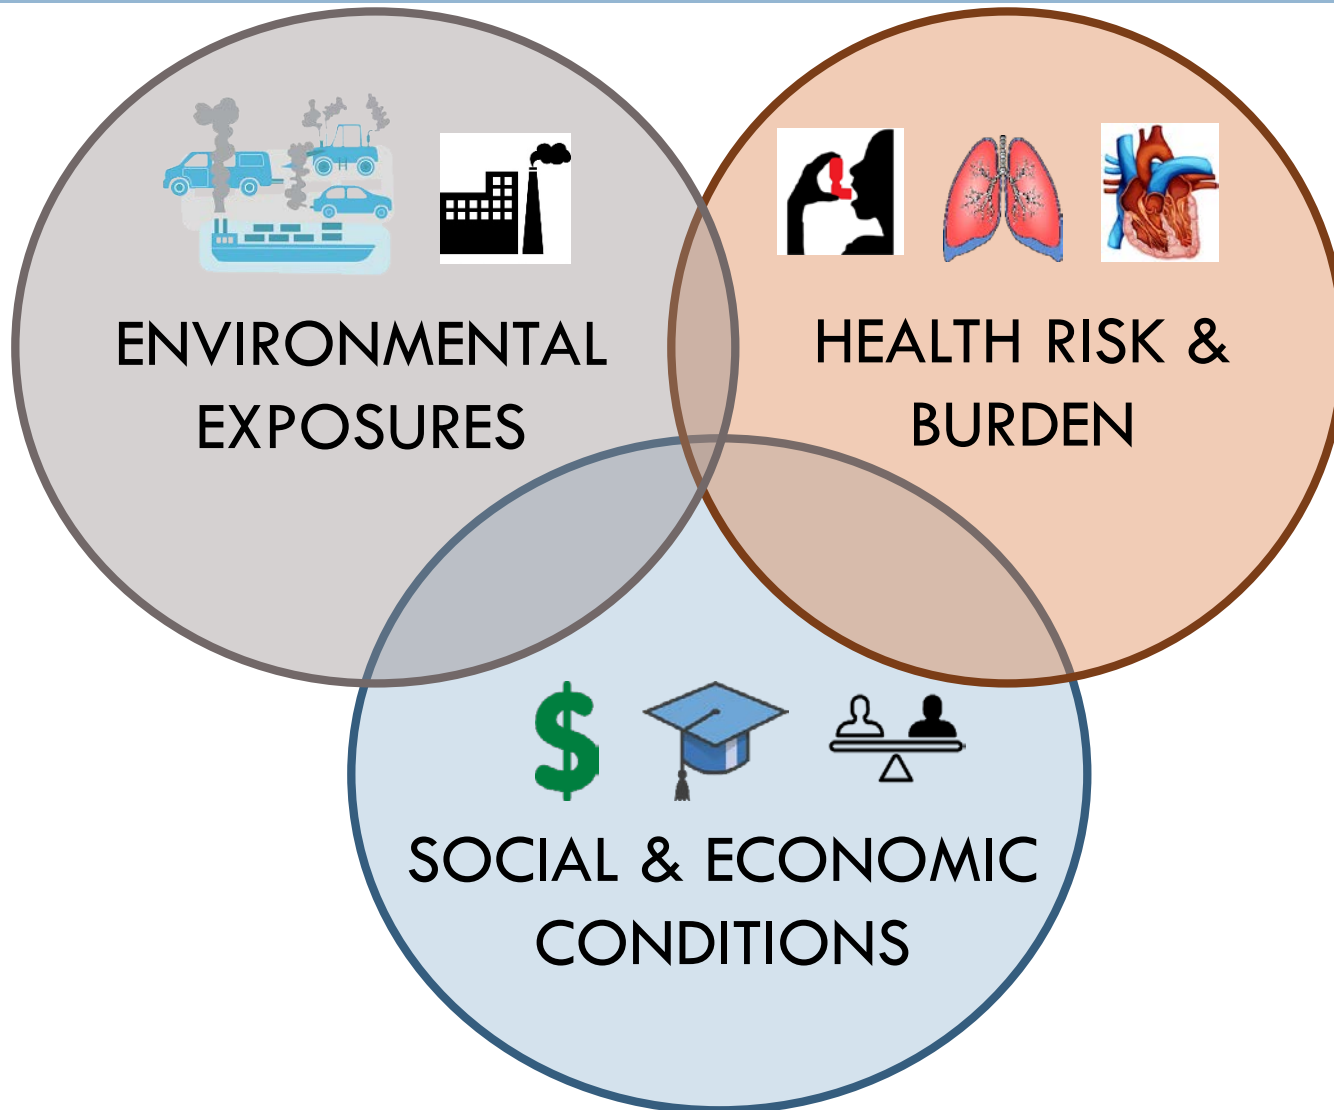 ENVIRONMENTAL
EXPOSURES
HEALTH RISK &
BURDEN
$
SOCIAL & ECONOMIC
CONDITIONS